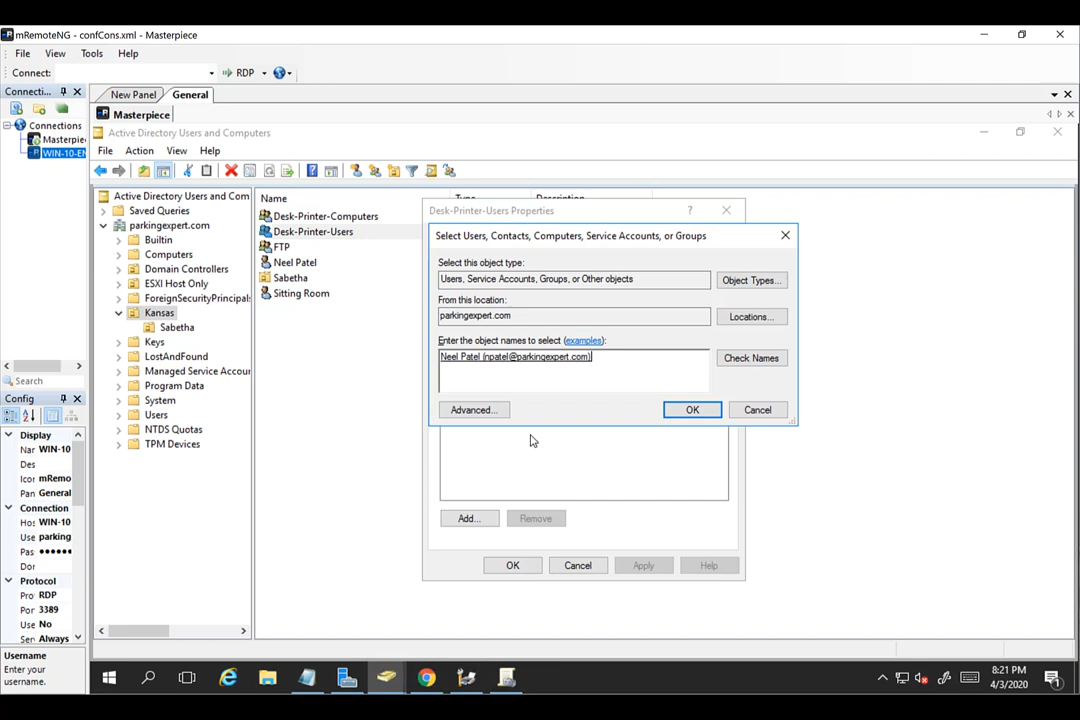 mRemoteNG - confCons.xml - Masterpiece
File View Tools Help
Connect: RDP
Connecti...
New Panel General
Masterpiece
Connections
Masterpie
WIN-10-EN
Search
Config
Display
Nar WIN-10
Des
Icor mRemo
Pan General
Connection
Hos WIN-10
Use parking
Pas ●●●●●●
Dor
Protocol
Pro RDP
Por 3389
Use No
Sen Always
Username
Enter your
username.
Active Directory Users and Computers
File Action View Help
Active Directory Users and Com
Saved Queries
parkingexpert.com
Builtin
Computers
Domain Controllers
ESXI Host Only
ForeignSecurityPrincipals
Kansas
Sabetha
Keys
LostAndFound
Managed Service Accour
Program Data
System
Users
NTDS Quotas
TPM Devices
Name Type Description
Desk-Printer-Computers
Desk-Printer-Users
FTP
Neel Patel
Sabetha
Sitting Room
Desk-Printer-Users Properties ?
Select Users, Contacts, Computers, Service Accounts, or Groups
Select this object type:
Users, Service Accounts, Groups, or Other objects Object Types...
From this location:
parkingexpert.com Locations...
Enter the object names to select (examples):
Neel Patel (npatel@parkingexpert.com) Check Names
Advanced... OK Cancel
Add... Remove
OK Cancel Apply Help
8:21 PM
4/3/2020
1